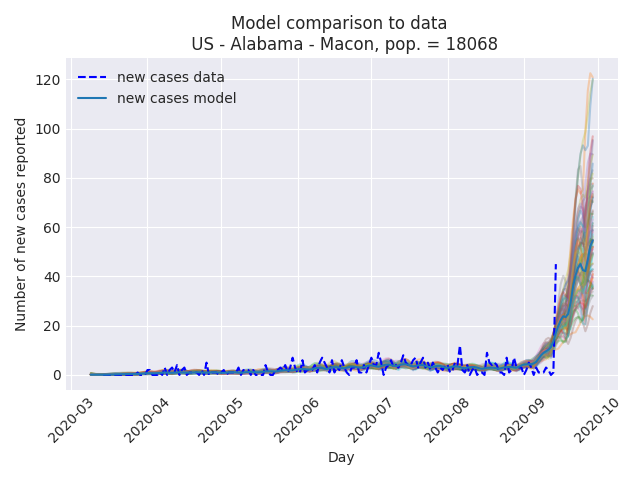 Model comparison to data
US - Alabama - Macon, pop. = 18068
new cases data
new cases model
Number of new cases reported
120
100
80
60
40
20
0
2020-03
2020-04
2020-05
2020-06
2020-07
2020-08
2020-09
2020-10
Day